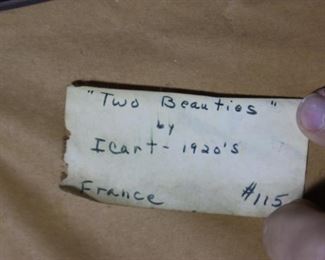 "Two Beauties"
by
Icart - 1920's
France #115